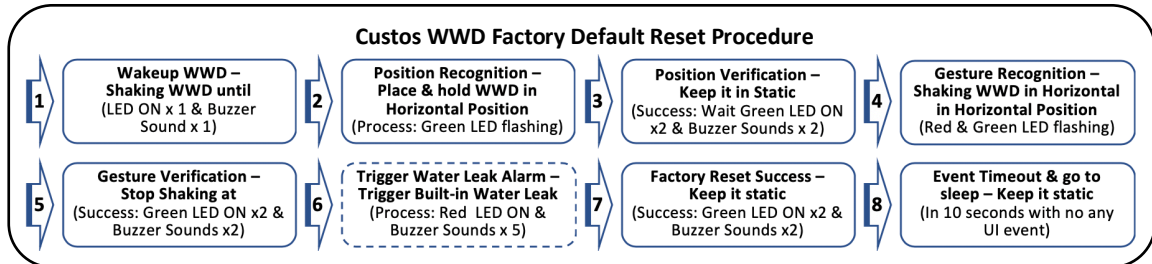 Custos WWD Factory Default Reset Procedure
1
Wakeup WWD –
Shaking WWD until
(LED ON x 1 & Buzzer
Sound x 1)
2
Position Recognition –
Place & hold WWD in
Horizontal Position
(Process: Green LED flashing)
3
Position Verification –
Keep it in Static
(Success: Wait Green LED ON
x2 & Buzzer Sounds x 2)
4
Gesture Recognition –
Shaking WWD in Horizontal
in Horizontal Position
(Red & Green LED flashing)
5
Gesture Verification –
Stop Shaking at
(Success: Green LED ON x2 &
Buzzer Sounds x2)
6
Trigger Water Leak Alarm –
Trigger Built-in Water Leak
(Process: Red LED ON &
Buzzer Sounds x 5)
7
Factory Reset Success –
Keep it static
(Success: Green LED ON x2 &
Buzzer Sounds x2)
8
Event Timeout & go to
sleep – Keep it static
(In 10 seconds with no any
UI event)